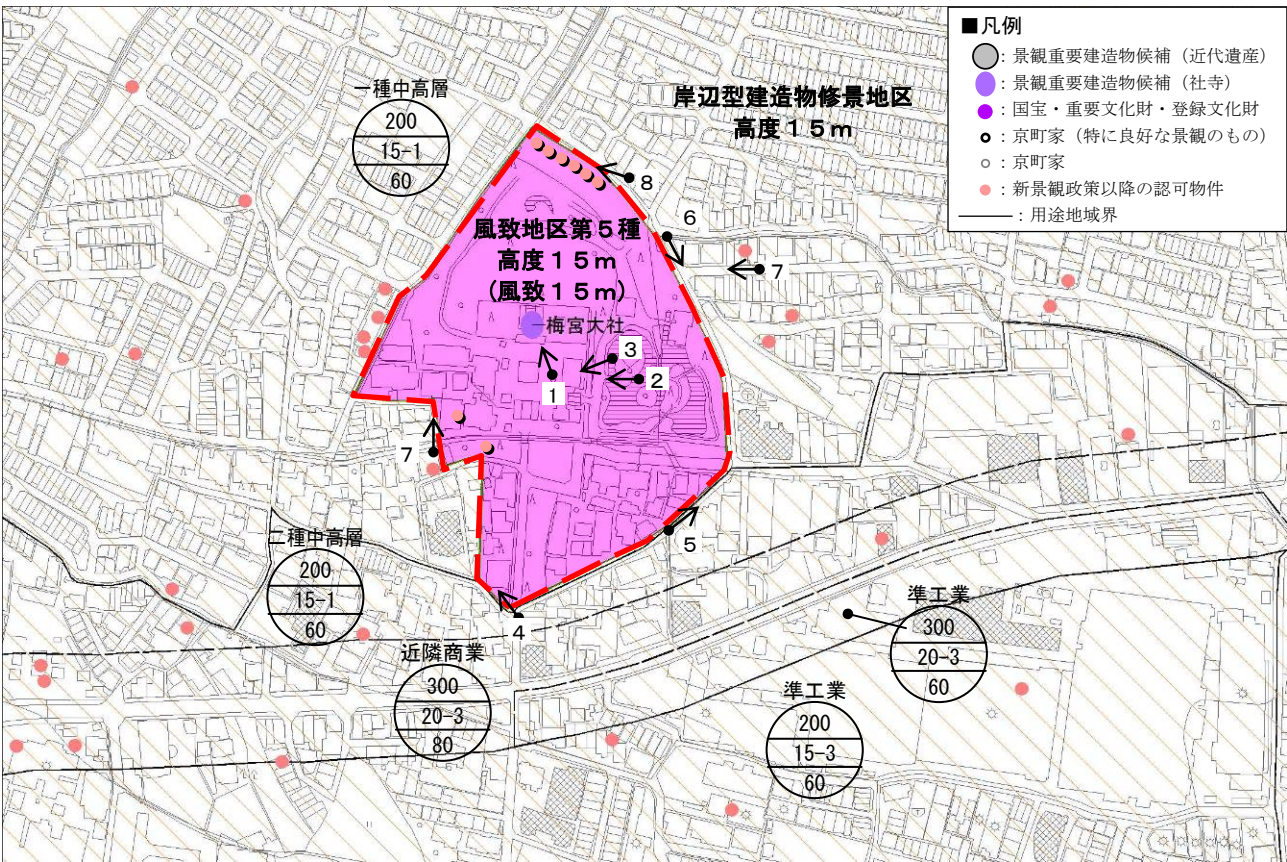 ■凡例
：景観重要建造物候補（近代遺産）
：景観重要建造物候補（社寺）
：国宝・重要文化財・登録文化財
：京町家（特に良好な景観のもの）
：京町家
：新景観政策以降の認可物件
：用途地域界
一種中高層
200
15-1
60
岸辺型建造物修景地区
高度１５ｍ
8
6
7
風致地区第５種
高度１５ｍ
(風致１５ｍ)
梅宮大社
3
2
1
7
5
4
二種中高層
200
15-1
60
近隣商業
300
20-3
80
準工業
300
20-3
60
準工業
200
15-3
60